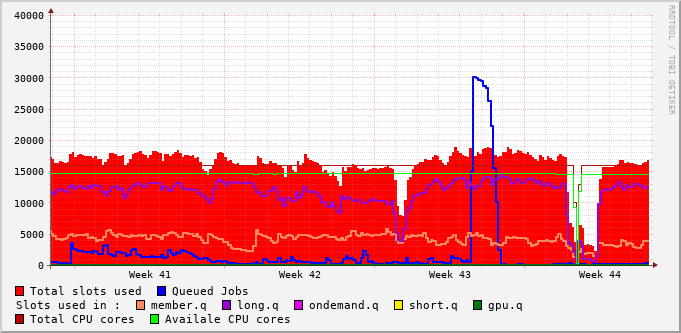 40000
35000
30000
25000
20000
15000
10000
5000
0
Week 41 Week 42 Week 43 Week 44
RRDTOOL / TOBI OETIKER
Total slots used Queued Jobs
Slots used in : member.q long.q ondemand.q short.q gpu.q
Total CPU cores Availale CPU cores